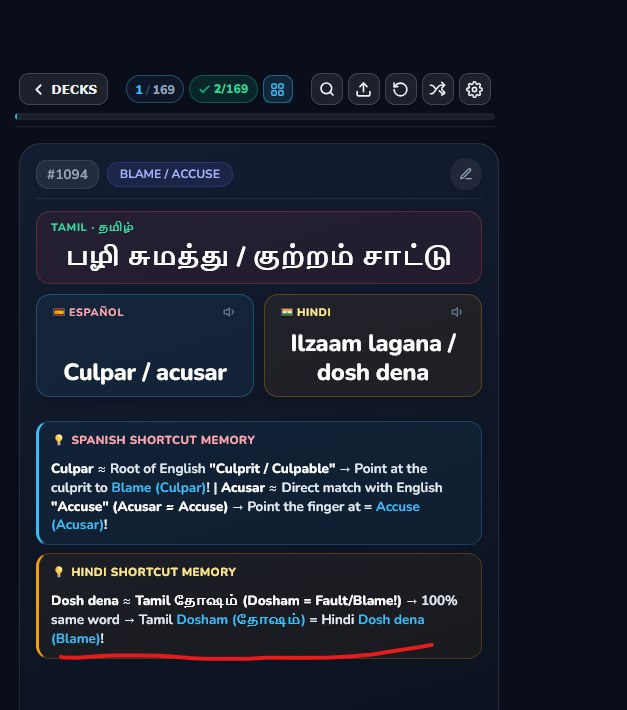 DECKS
1 / 169
2/169
#1094
BLAME / ACCUSE
TAMIL · தமிழ்
பழி சுமத்து / குற்றம் சாட்டு
ESPAÑOL
Culpar / acusar
HINDI
Ilzaam lagana /
dosh dena
SPANISH SHORTCUT MEMORY
Culpar ≈ Root of English "Culprit / Culpable" → Point at the
culprit to Blame (Culpar)! | Acusar ≈ Direct match with English
"Accuse" (Acusar ≈ Accuse) → Point the finger at = Accuse
(Acusar)!
HINDI SHORTCUT MEMORY
Dosh dena ≈ Tamil தோஷம் (Dosham = Fault/Blame!) → 100%
same word → Tamil Dosham (தோஷம்) = Hindi Dosh dena
(Blame)!